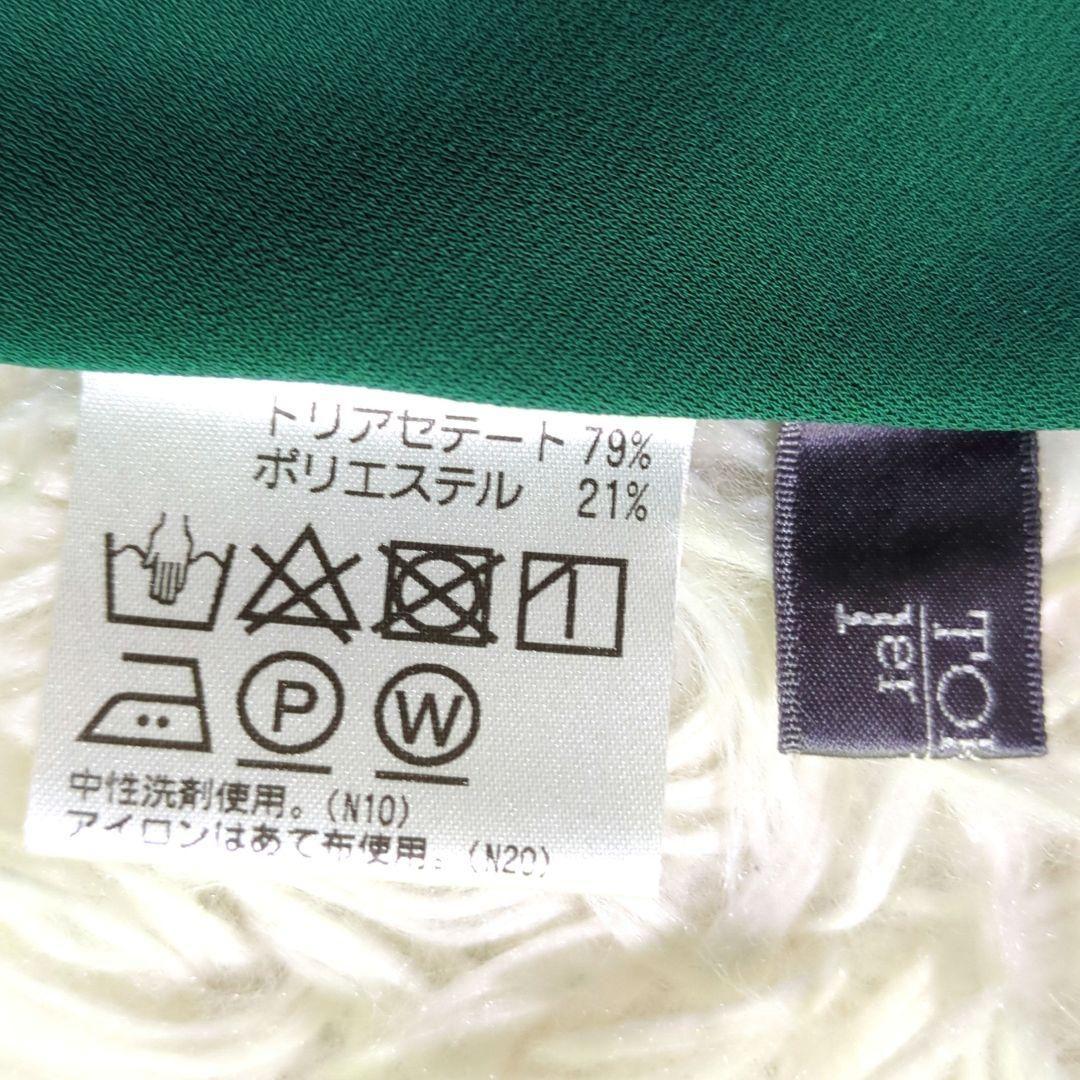 トリアセテート 79%
ポリエステル 21%
P W
中性洗剤使用。(N10)
アイロンはあて布使用。(N20)
ler